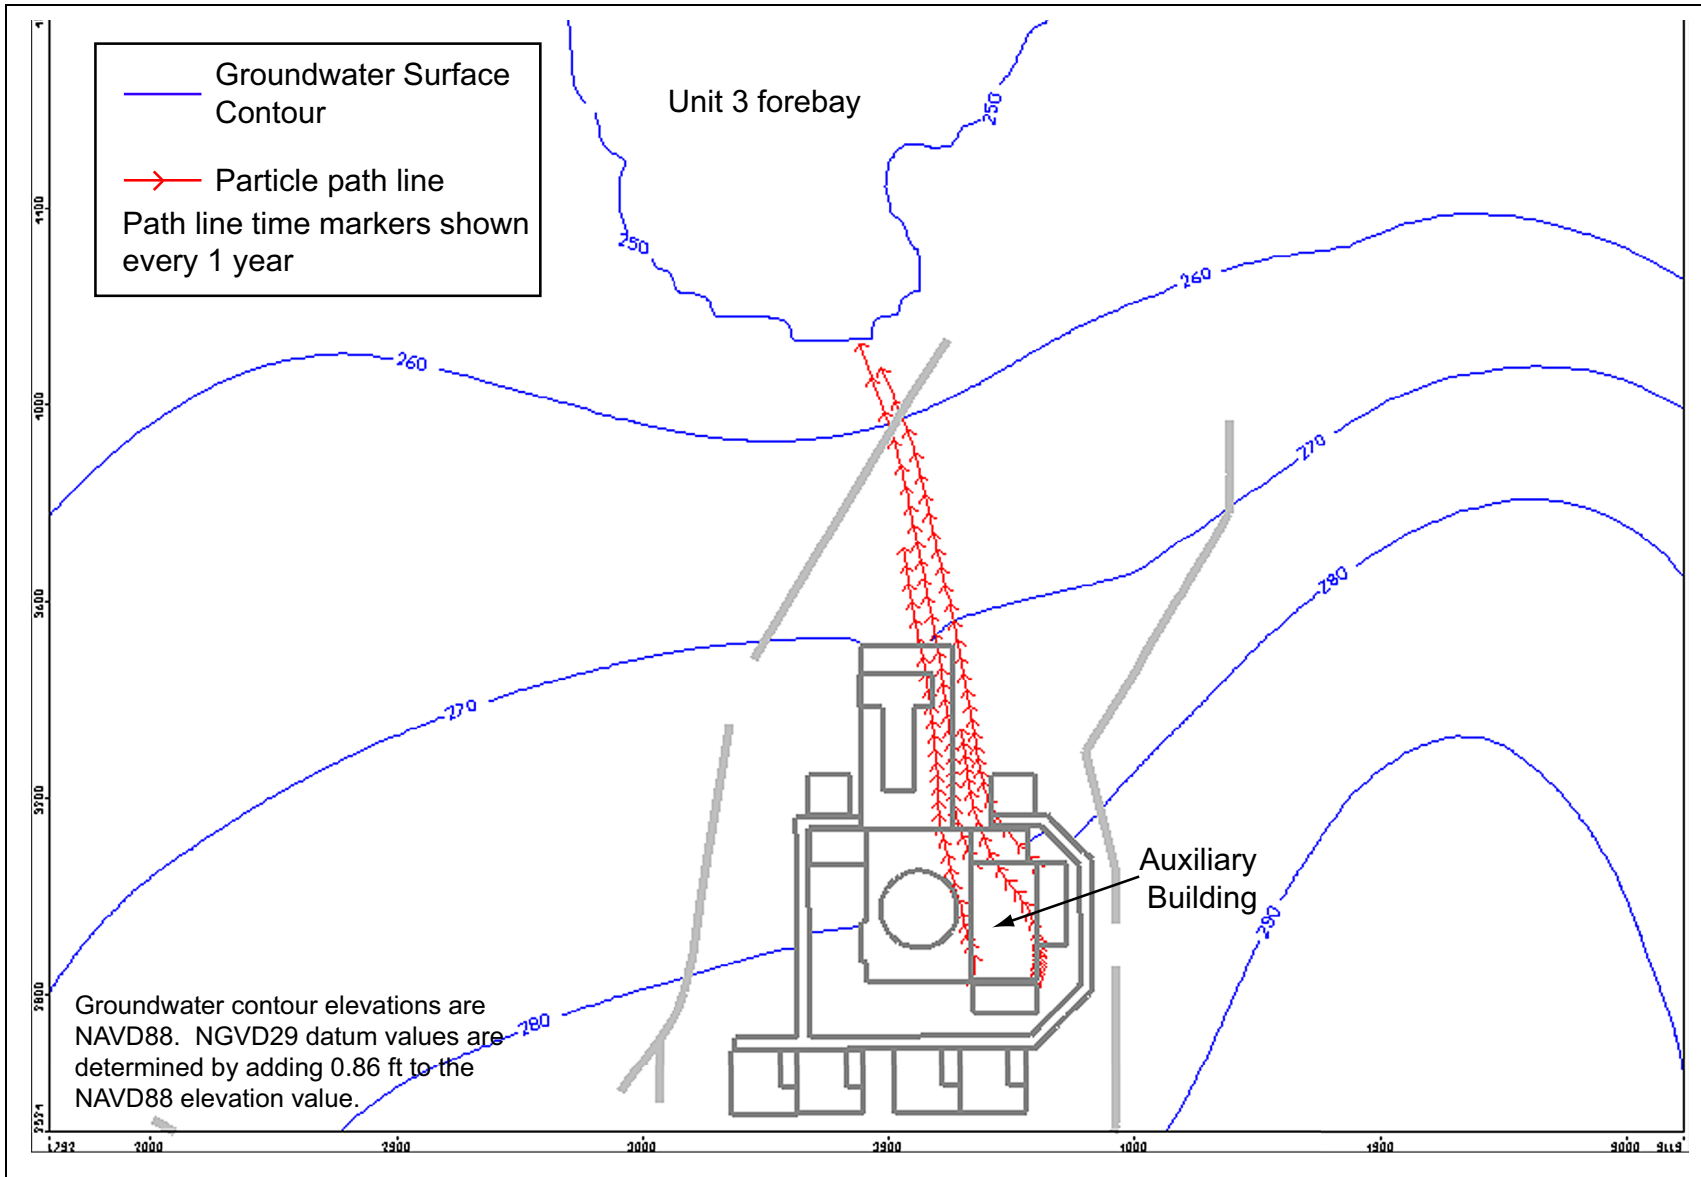 Groundwater Surface
Contour
Particle path line
Path line time markers shown
every 1 year
Unit 3 forebay
250
250
260
260
270
270
280
280
290
Auxiliary
Building
Groundwater contour elevations are
NAVD88. NGVD29 datum values are
determined by adding 0.86 ft to the
NAVD88 elevation value.